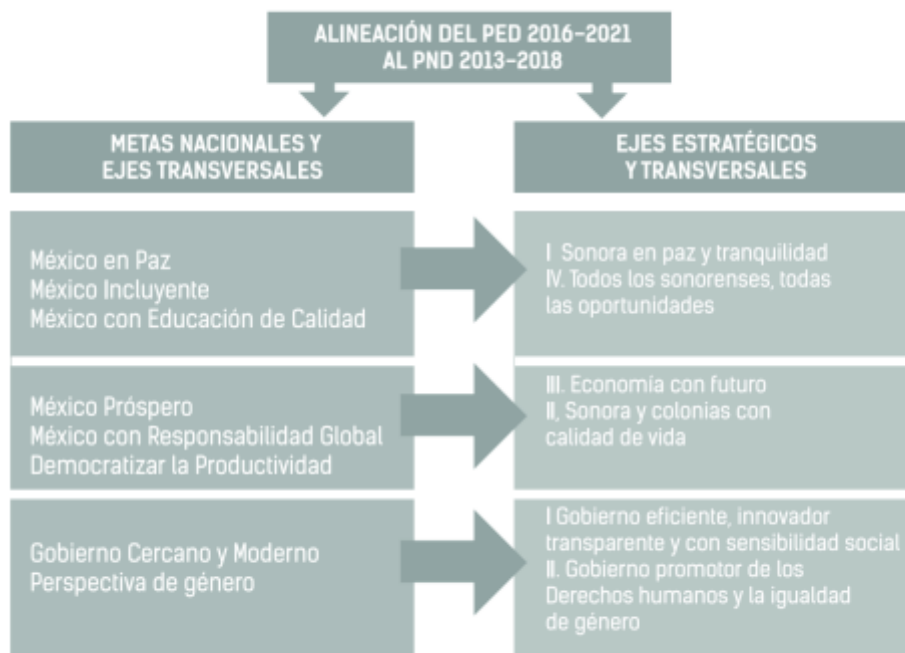 ALINEACIÓN DEL PED 2016-2021
AL PND 2013-2018
METAS NACIONALES Y
EJES TRANSVERSALES
EJES ESTRATÉGICOS
Y TRANSVERSALES
México en Paz
México Incluyente
México con Educación de Calidad
I Sonora en paz y tranquilidad
IV. Todos los sonorenses, todas
las oportunidades
México Próspero
México con Responsabilidad Global
Democratizar la Productividad
III. Economía con futuro
II, Sonora y colonias con
calidad de vida
Gobierno Cercano y Moderno
Perspectiva de género
I Gobierno eficiente, innovador
transparente y con sensibilidad social
II. Gobierno promotor de los
Derechos humanos y la igualdad
de género